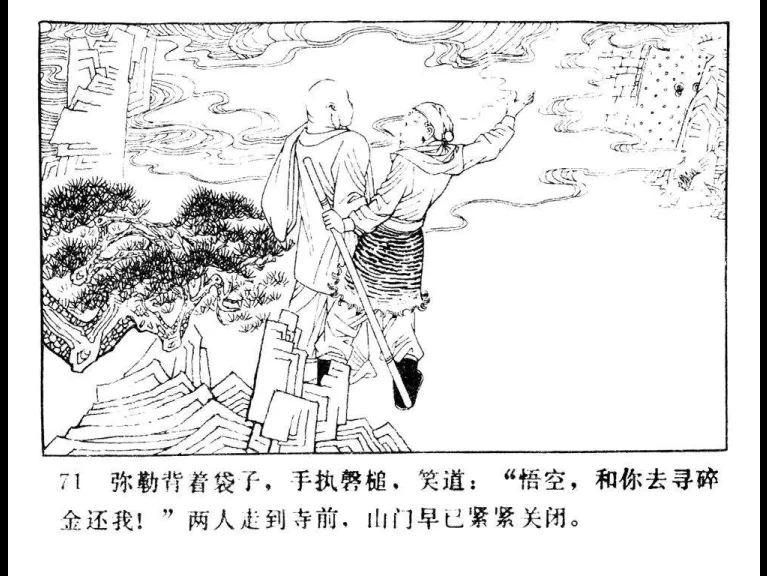 71 弥勒背着袋子，手执磬槌，笑道：“悟空，和你去寻碎
金还我！”两人走到寺前，山门早已紧紧关闭。